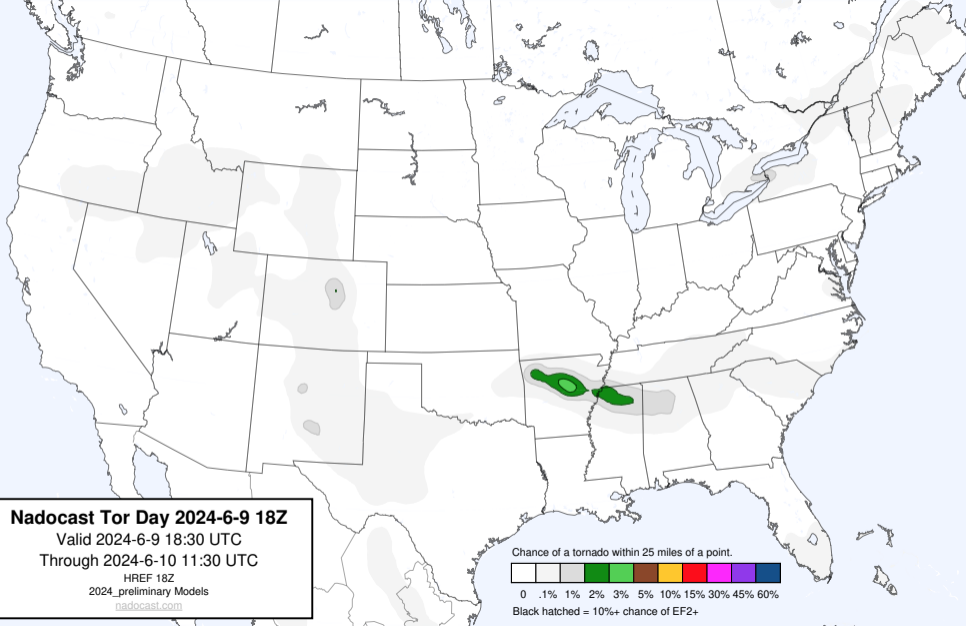 Nadocast Tor Day 2024-6-9 18Z
Valid 2024-6-9 18:30 UTC
Through 2024-6-10 11:30 UTC
HREF 18Z
2024_preliminary Models
nadocast.com
Chance of a tornado within 25 miles of a point.
0 .1% 1% 2% 3% 5% 10% 15% 30% 45% 60%
Black hatched = 10%+ chance of EF2+